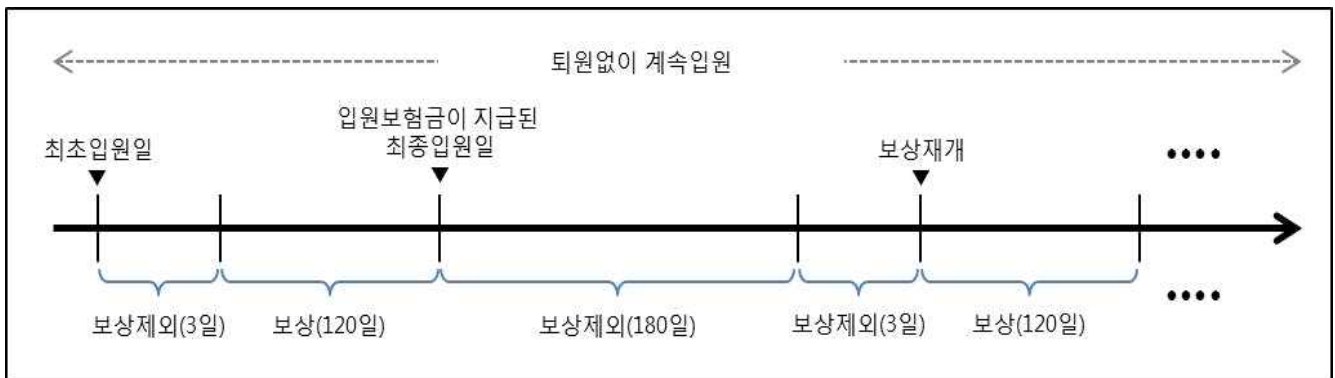 퇴원없이 계속입원
입원보험금이 지급된
최종입원일
최초입원일
보상재개
••••
보상제외(3일)
보상(120일)
보상제외(180일)
보상제외(3일)
보상(120일)
••••